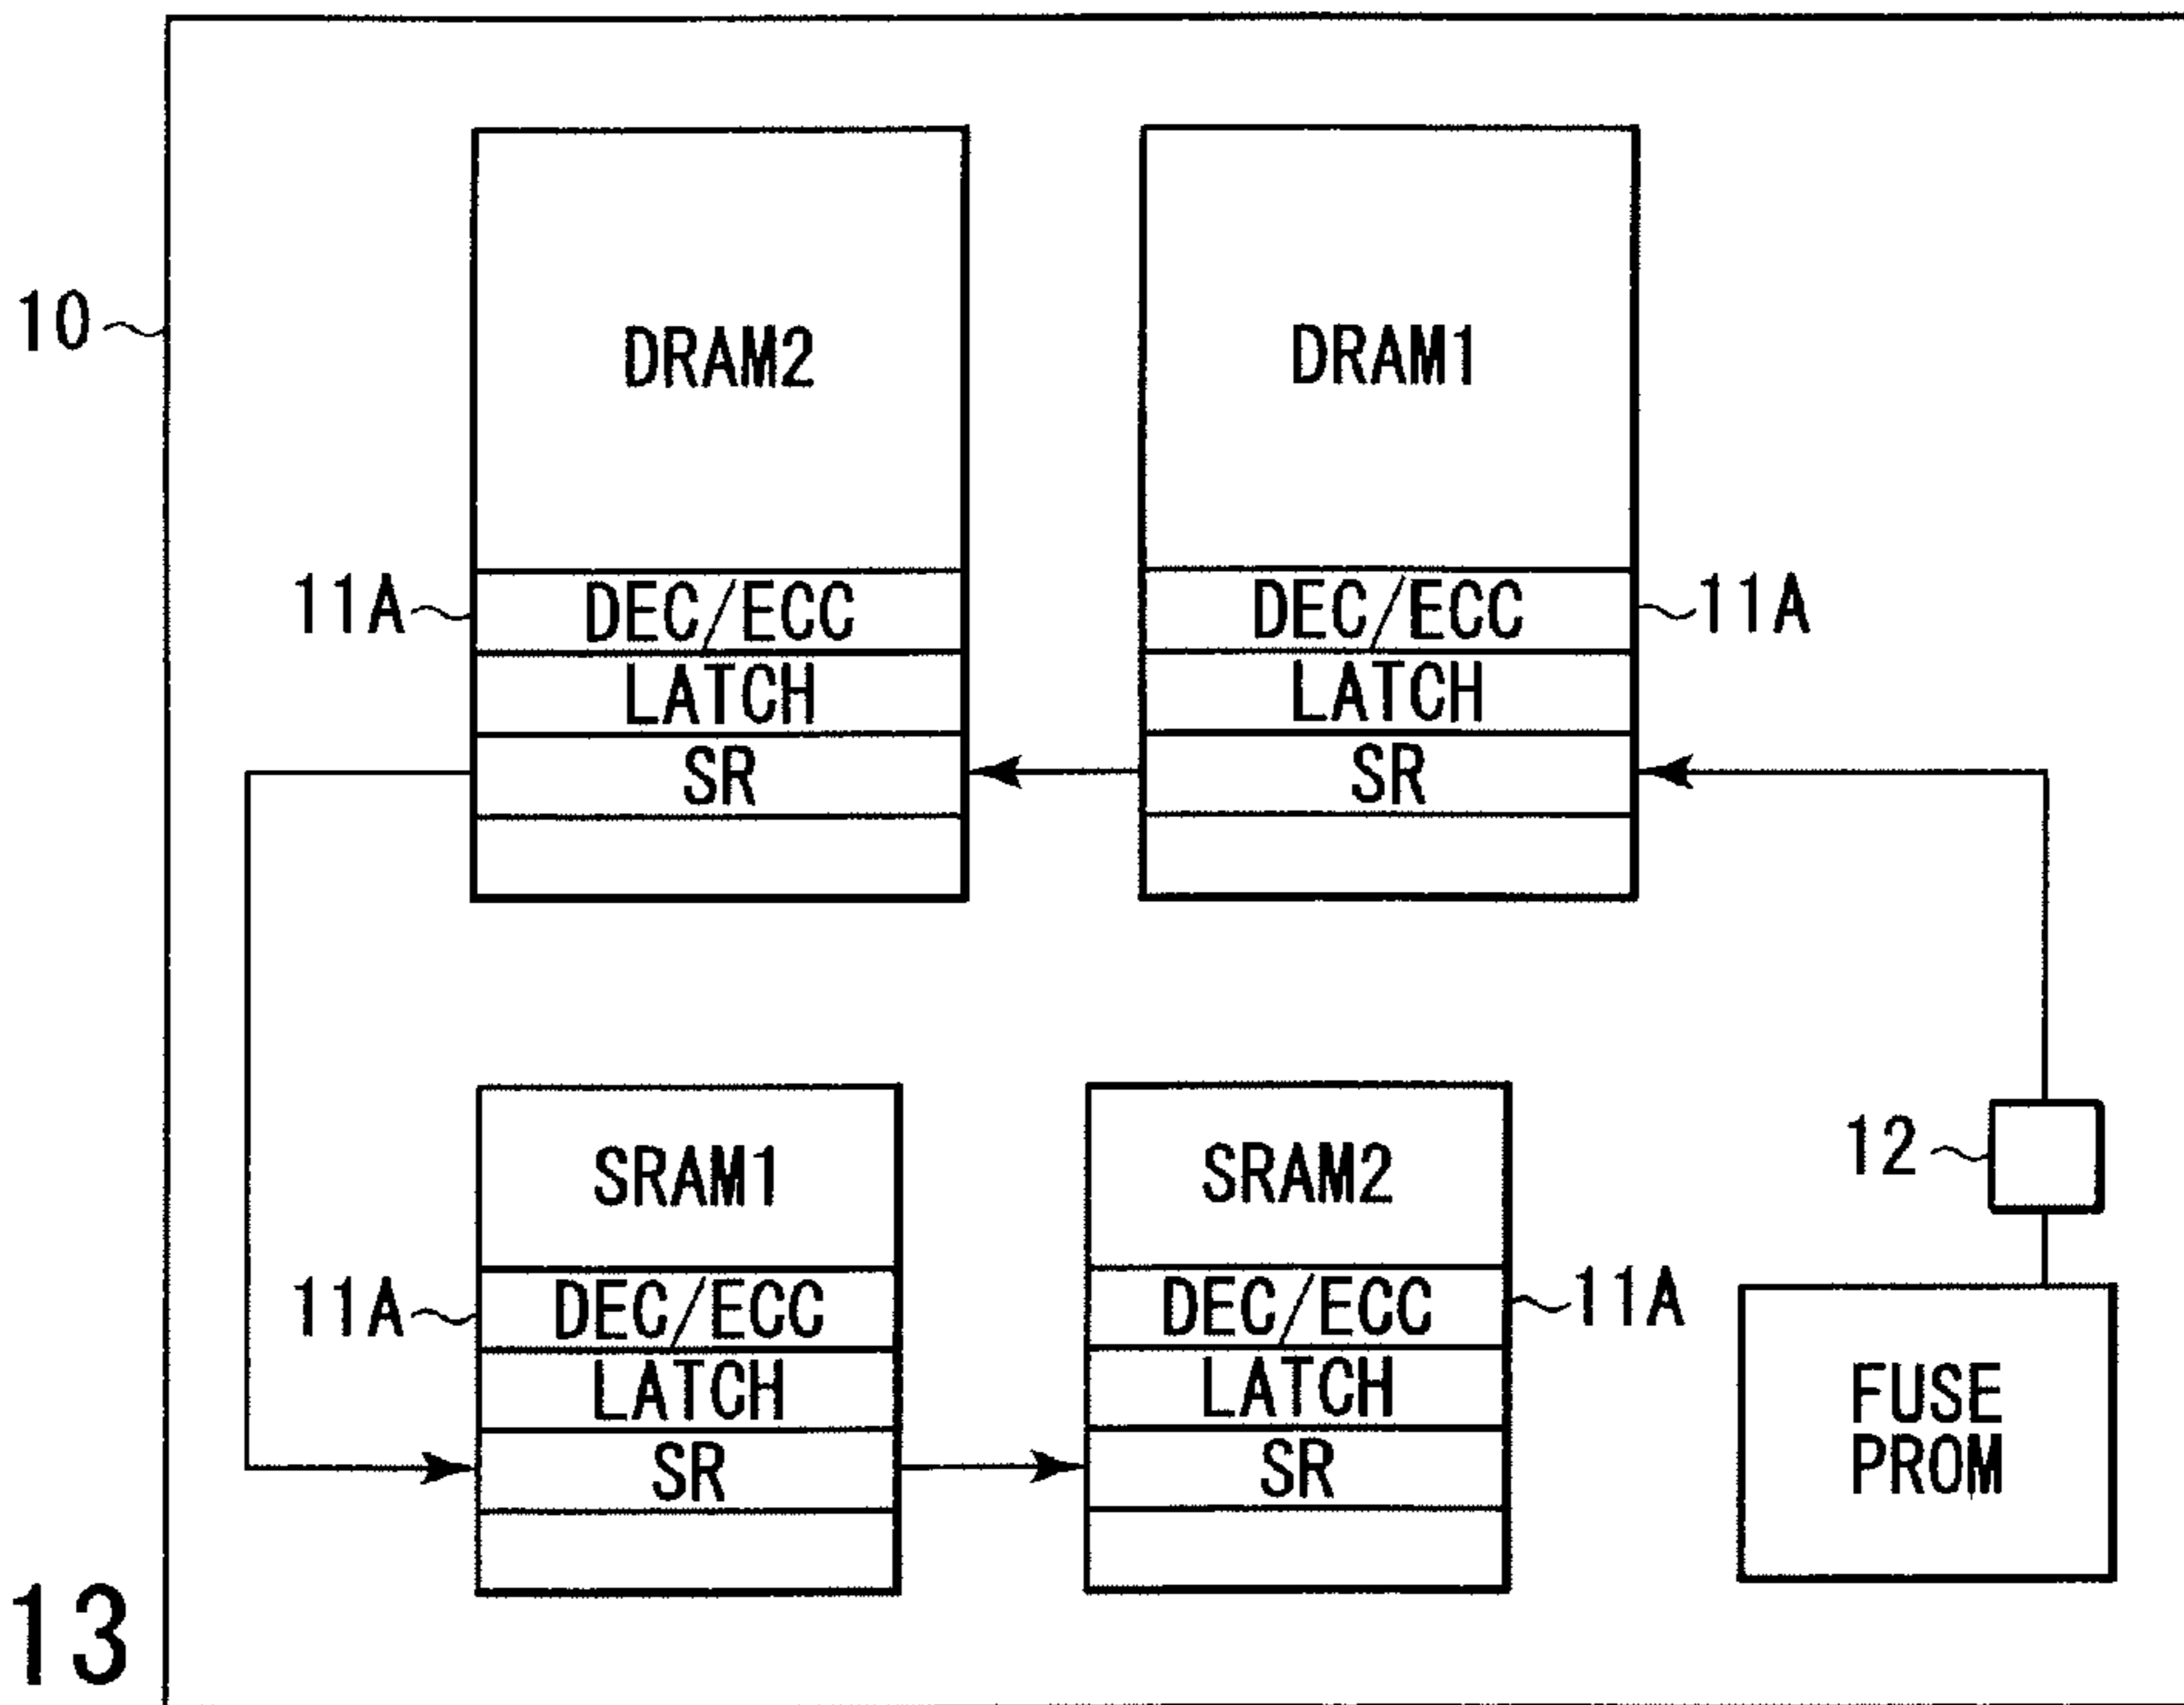 10
DRAM2
DRAM1
11A
DEC/ECC
DEC/ECC
11A
LATCH
LATCH
SR
SR
SRAM1
SRAM2
12
11A
DEC/ECC
DEC/ECC
11A
LATCH
LATCH
FUSE
PROM
SR
SR
13